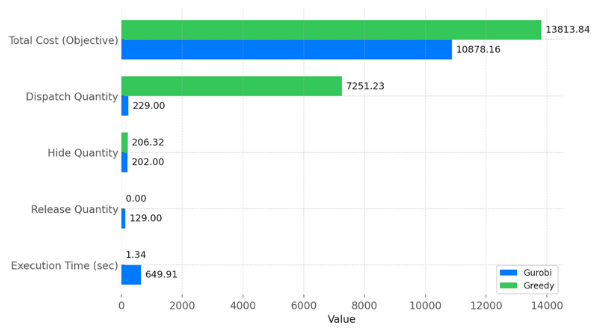 Total Cost (Objective)
13813.84
10878.16
Dispatch Quantity
7251.23
229.00
Hide Quantity
206.32
202.00
Release Quantity
0.00
129.00
Execution Time (sec)
1.34
649.91
Gurobi
Greedy
0 2000 4000 6000 8000 10000 12000 14000
Value